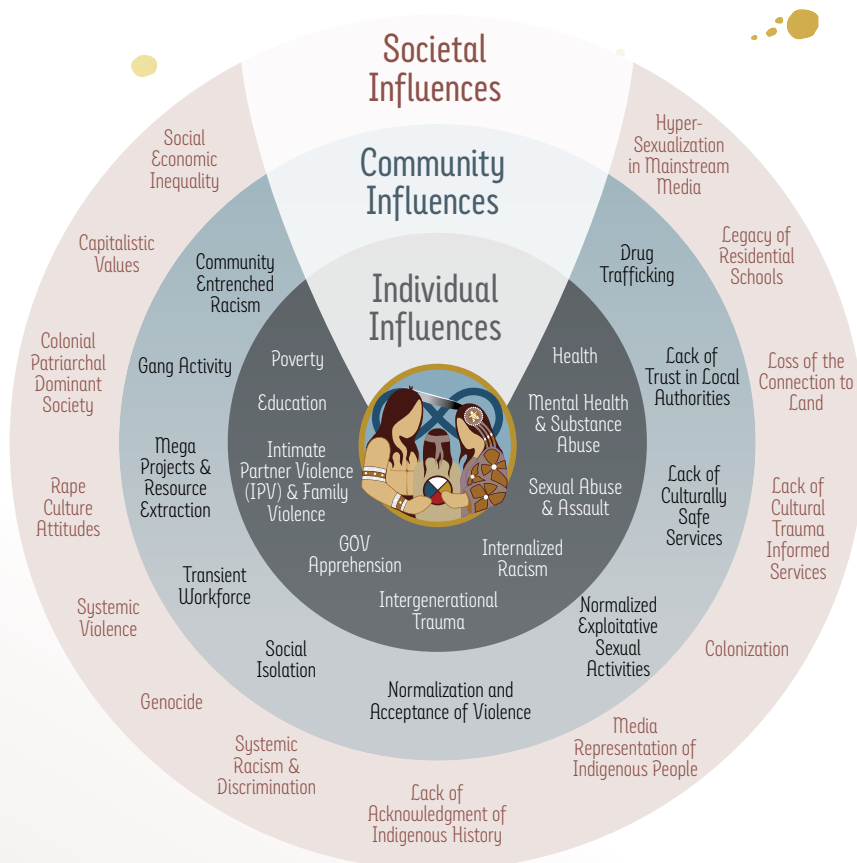 Societal
Influences
Community
Influences
Individual
Influences
Social
Economic
Inequality
Capitalistic
Values
Colonial
Patriarchal
Dominant
Society
Rape
Culture
Attitudes
Systemic
Violence
Genocide
Systemic
Racism &
Discrimination
Lack of
Acknowledgment of
Indigenous History
Media
Representation of
Indigenous People
Colonization
Lack of
Cultural
Trauma
Informed
Services
Loss of the
Connection to
Land
Legacy of
Residential
Schools
Hyper-
Sexualization
in Mainstream
Media
Community
Entrenched
Racism
Gang Activity
Mega
Projects &
Resource
Extraction
Transient
Workforce
Social
Isolation
Normalization and
Acceptance of Violence
Normalized
Exploitative
Sexual
Activities
Lack of
Culturally
Safe
Services
Lack of
Trust in Local
Authorities
Drug
Trafficking
Poverty
Education
Intimate
Partner Violence
(IPV) & Family
Violence
GOV
Apprehension
Intergenerational
Trauma
Internalized
Racism
Sexual Abuse
& Assault
Mental Health
& Substance
Abuse
Health